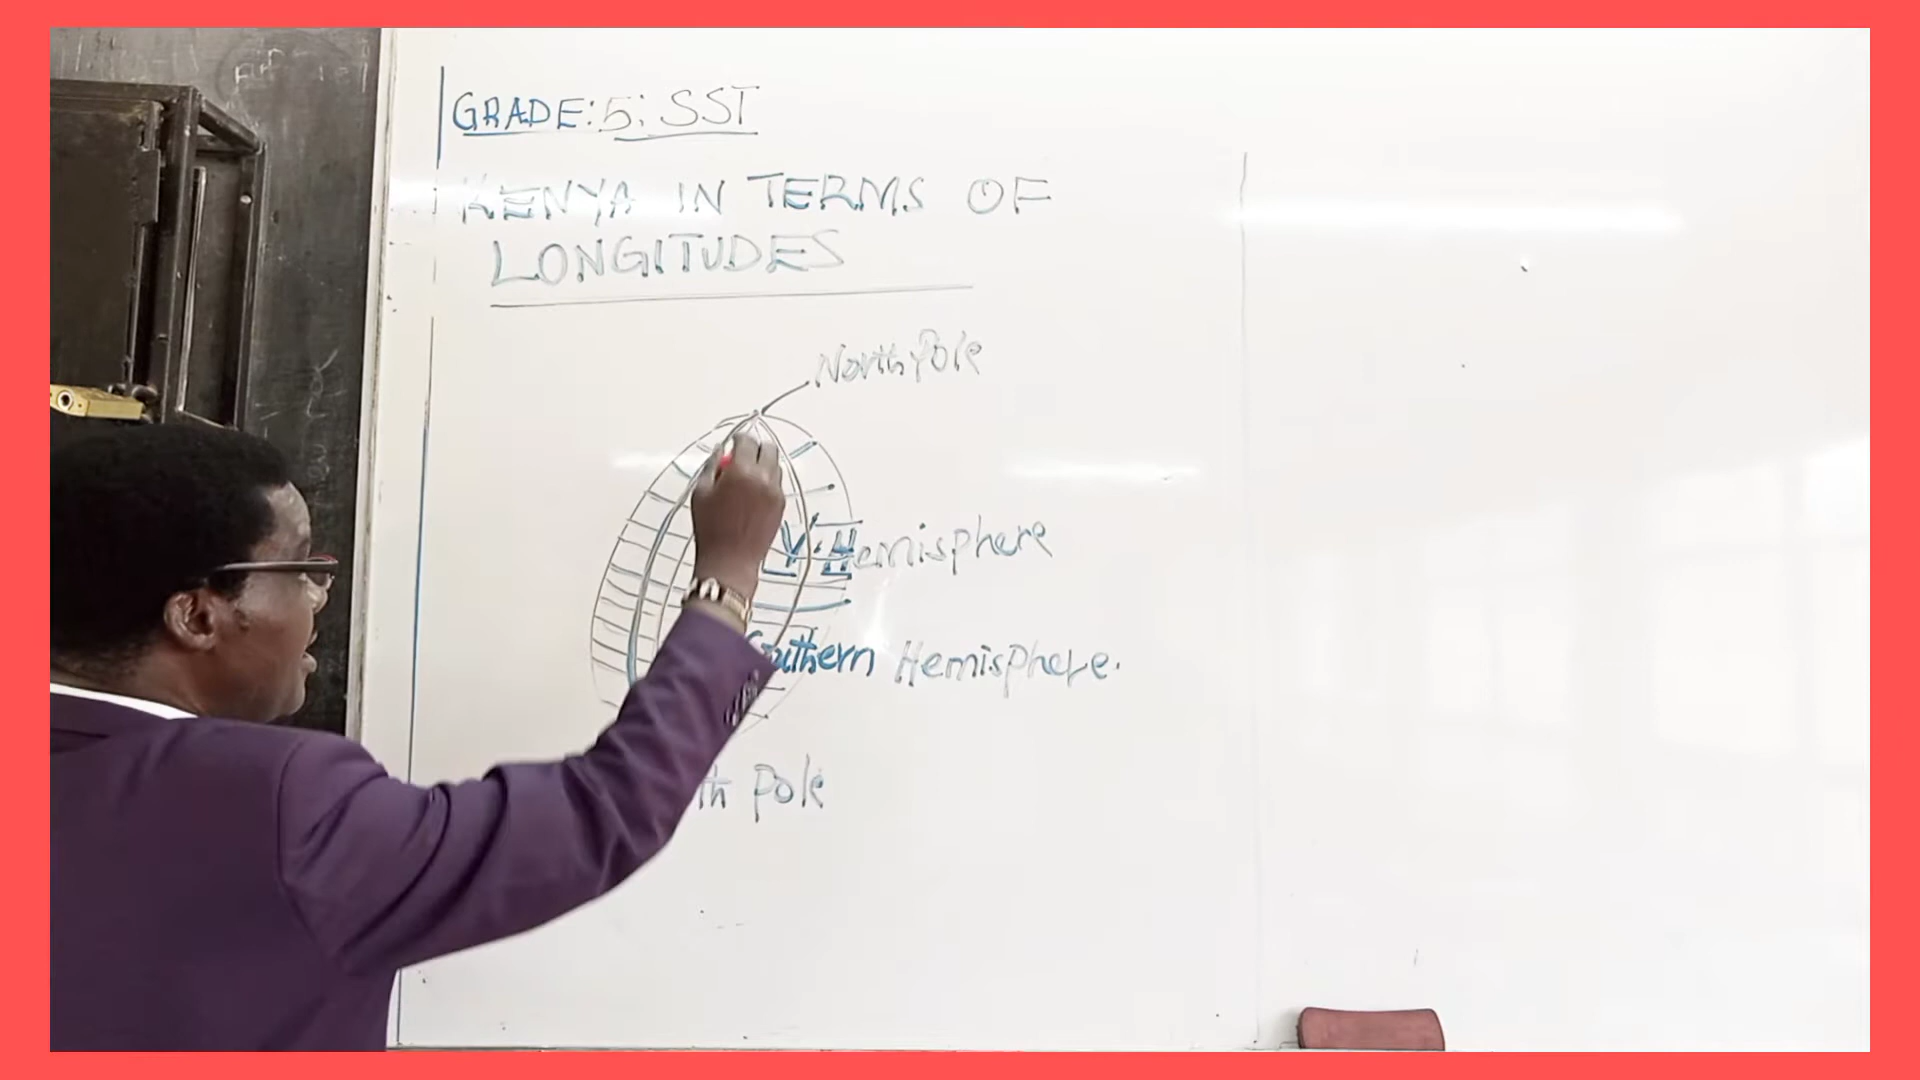 GRADE: 5: SST
KENYA IN TERMS OF
LONGITUDES
North Pole
Hemisphere
Southern Hemisphere.
th Pole